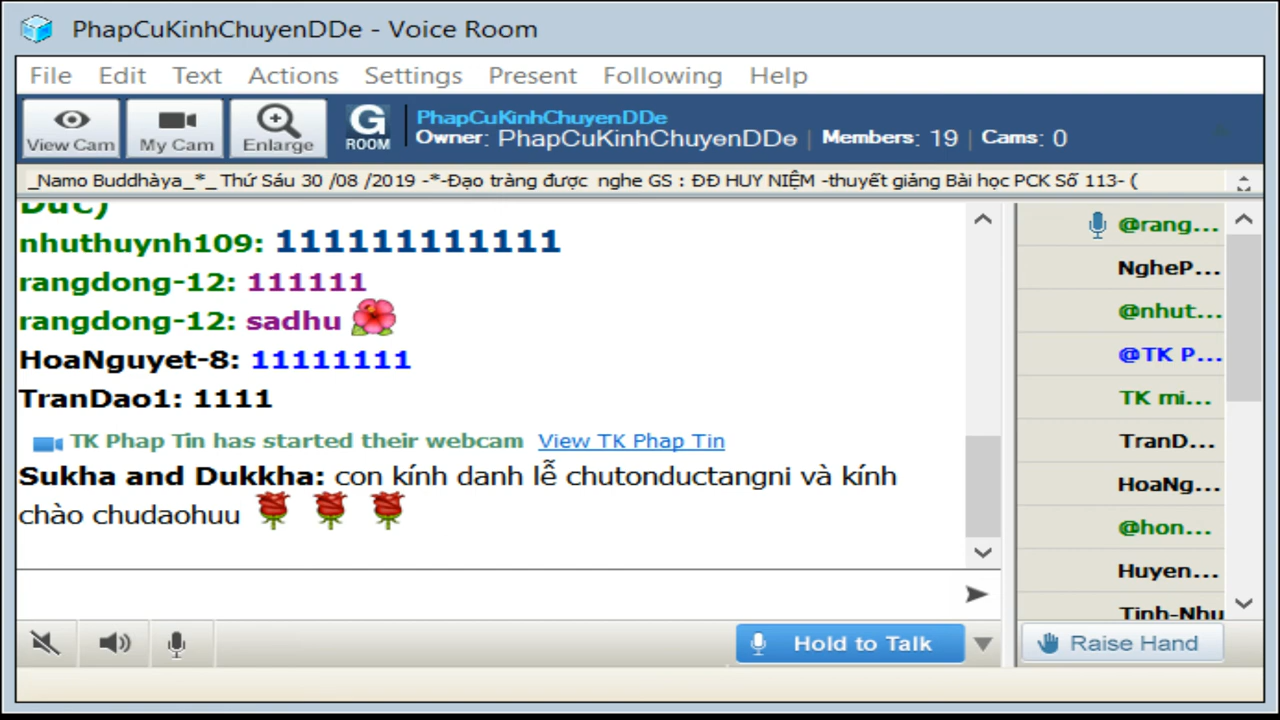 PhapCuKinhChuyenDDe - Voice Room
File Edit Text Actions Settings Present Following Help
View Cam My Cam Enlarge G ROOM
PhapCuKinhChuyenDDe
Owner: PhapCuKinhChuyenDDe | Members: 19 | Cams: 0
_Namo Buddhàya_*_ Thứ Sáu 30 /08 /2019 -*-Đạo tràng được nghe GS : ĐĐ HUY NIỆM -thuyết giảng Bài học PCK Số 113- (
nhuthuynh109: 111111111111
rangdong-12: 111111
rangdong-12: sadhu
HoaNguyet-8: 11111111
TranDao1: 1111
TK Phap Tin has started their webcam View TK Phap Tin
Sukha and Dukkha: con kính danh lễ chutonductangni và kính
chào chudaohuu
@rang...
NgheP...
@nhut...
@TK P...
TK mi...
TranD...
HoaNg...
@hon...
Huyen...
Tinh-Nhu
Hold to Talk
Raise Hand